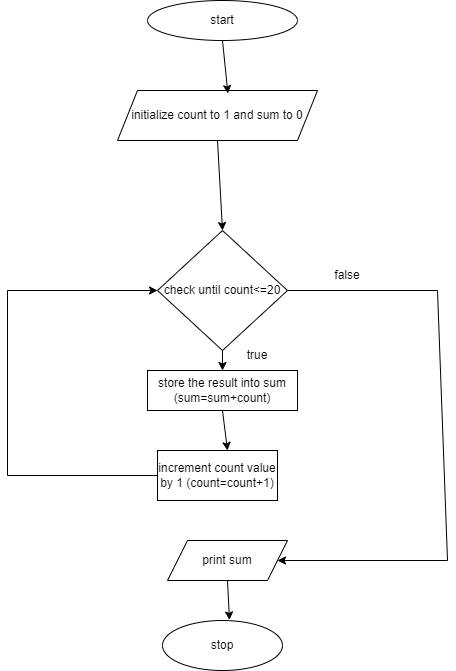 start
initialize count to 1 and sum to 0
check until count<=20
false
true
store the result into sum
(sum=sum+count)
increment count value
by 1 (count=count+1)
print sum
stop